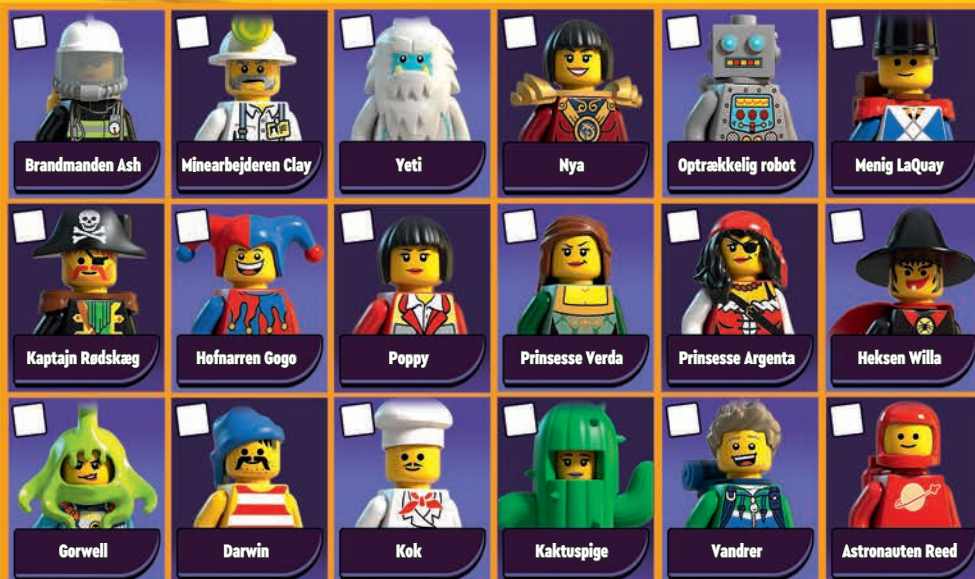 Brandmanden Ash
Minearbejderen Clay
Yeti
Nya
Optrækkelig robot
Menig LaQuay
Kaptajn Rødskæg
Hofnarren Gogo
Poppy
Prinsesse Verda
Prinsesse Argenta
Heksen Willa
Gorwell
Darwin
Kok
Kaktuspige
Vandrer
Astronauten Reed